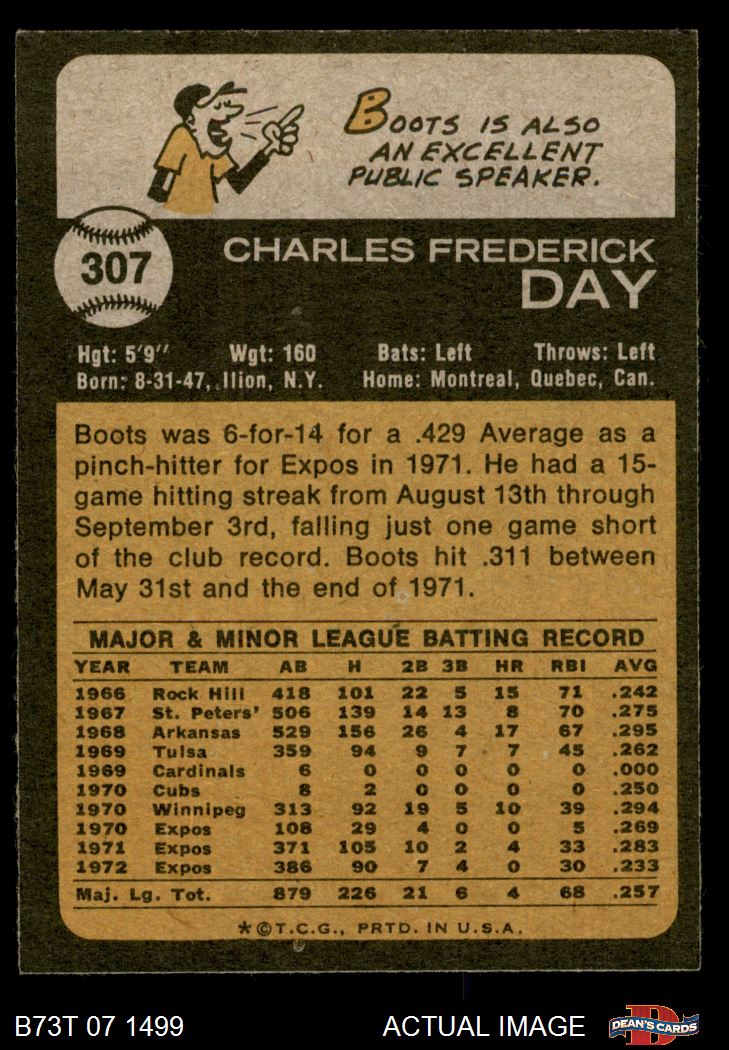 BOOTS IS ALSO
AN EXCELLENT
PUBLIC SPEAKER.
307
CHARLES FREDERICK
DAY
Hgt: 5'9" Wgt: 160 Bats: Left Throws: Left
Born: 8-31-47, Ilion, N.Y. Home: Montreal, Quebec, Can.
Boots was 6-for-14 for a .429 Average as a
pinch-hitter for Expos in 1971. He had a 15-
game hitting streak from August 13th through
September 3rd, falling just one game short
of the club record. Boots hit .311 between
May 31st and the end of 1971.
MAJOR & MINOR LEAGUE BATTING RECORD
YEAR TEAM AB H 2B 3B HR RBI AVG
1966 Rock Hill 418 101 22 5 15 71 .242
1967 St. Peters' 506 139 14 13 8 70 .275
1968 Arkansas 529 156 26 4 17 67 .295
1969 Tulsa 359 94 9 7 7 45 .262
1969 Cardinals 6 0 0 0 0 0 .000
1970 Cubs 8 2 0 0 0 0 .250
1970 Winnipeg 313 92 19 5 10 39 .294
1970 Expos 108 29 4 0 0 5 .269
1971 Expos 371 105 10 2 4 33 .283
1972 Expos 386 90 7 4 0 30 .233
Maj. Lg. Tot. 879 226 21 6 4 68 .257
*©T.C.G., PRTD. IN U.S.A.
B73T 07 1499 ACTUAL IMAGE D DEAN'S CARDS